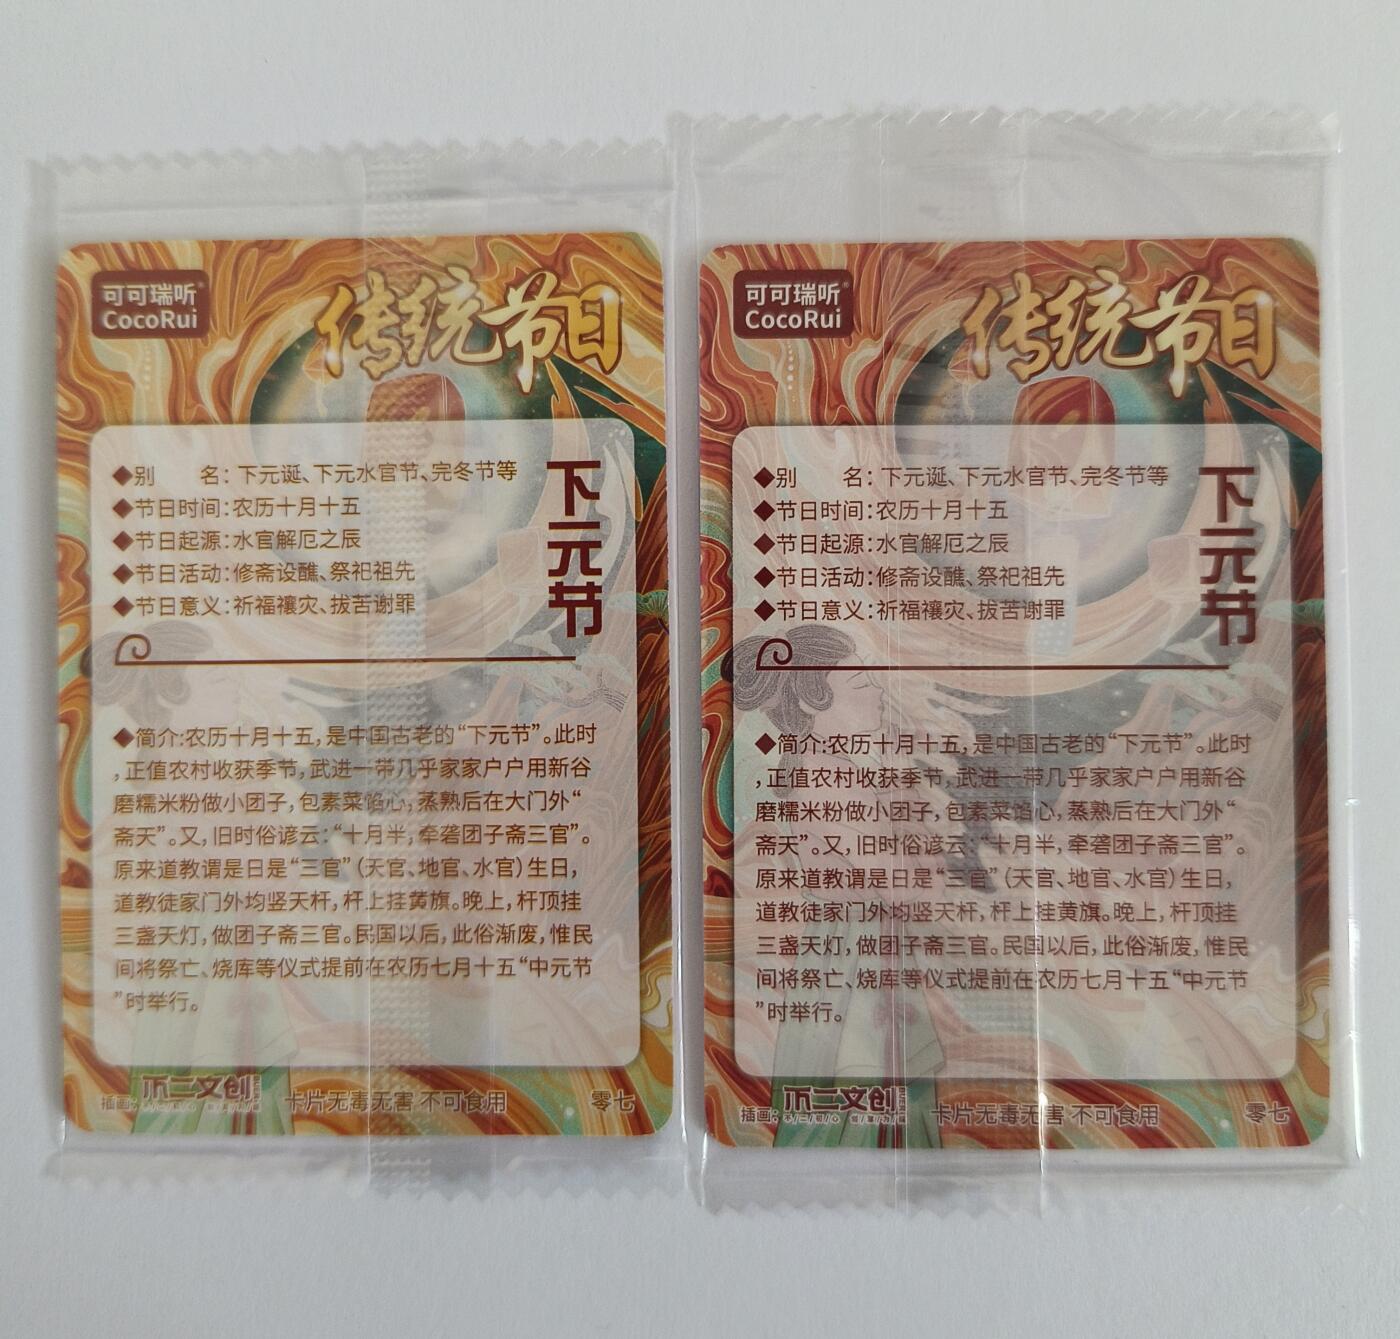 可可瑞听®
CocoRui
传统节日
◆别　　名：下元诞、下元水官节、完冬节等
◆节日时间：农历十月十五
◆节日起源：水官解厄之辰
◆节日活动：修斋设醮、祭祀祖先
◆节日意义：祈福禳灾、拔苦谢罪
下元节
◆简介：农历十月十五，是中国古老的“下元节”。此时
，正值农村收获季节，武进一带几乎家家户户用新谷
磨糯米粉做小团子，包素菜馅心，蒸熟后在大门外“
斋天”。又，旧时俗谚云：“十月半，牵砻团子斋三官”。
原来道教谓是日是“三官”（天官、地官、水官）生日，
道教徒家门外均竖天杆，杆上挂黄旗。晚上，杆顶挂
三盏天灯，做团子斋三官。民国以后，此俗渐废，惟民
间将祭亡、烧库等仪式提前在农历七月十五“中元节
”时举行。
插画：不二文创
卡片无毒无害 不可食用
零七
可可瑞听®
CocoRui
传统节日
◆别　　名：下元诞、下元水官节、完冬节等
◆节日时间：农历十月十五
◆节日起源：水官解厄之辰
◆节日活动：修斋设醮、祭祀祖先
◆节日意义：祈福禳灾、拔苦谢罪
下元节
◆简介：农历十月十五，是中国古老的“下元节”。此时
，正值农村收获季节，武进一带几乎家家户户用新谷
磨糯米粉做小团子，包素菜馅心，蒸熟后在大门外“
斋天”。又，旧时俗谚云：“十月半，牵砻团子斋三官”。
原来道教谓是日是“三官”（天官、地官、水官）生日，
道教徒家门外均竖天杆，杆上挂黄旗。晚上，杆顶挂
三盏天灯，做团子斋三官。民国以后，此俗渐废，惟民
间将祭亡、烧库等仪式提前在农历七月十五“中元节
”时举行。
插画：不二文创
卡片无毒无害 不可食用
零七